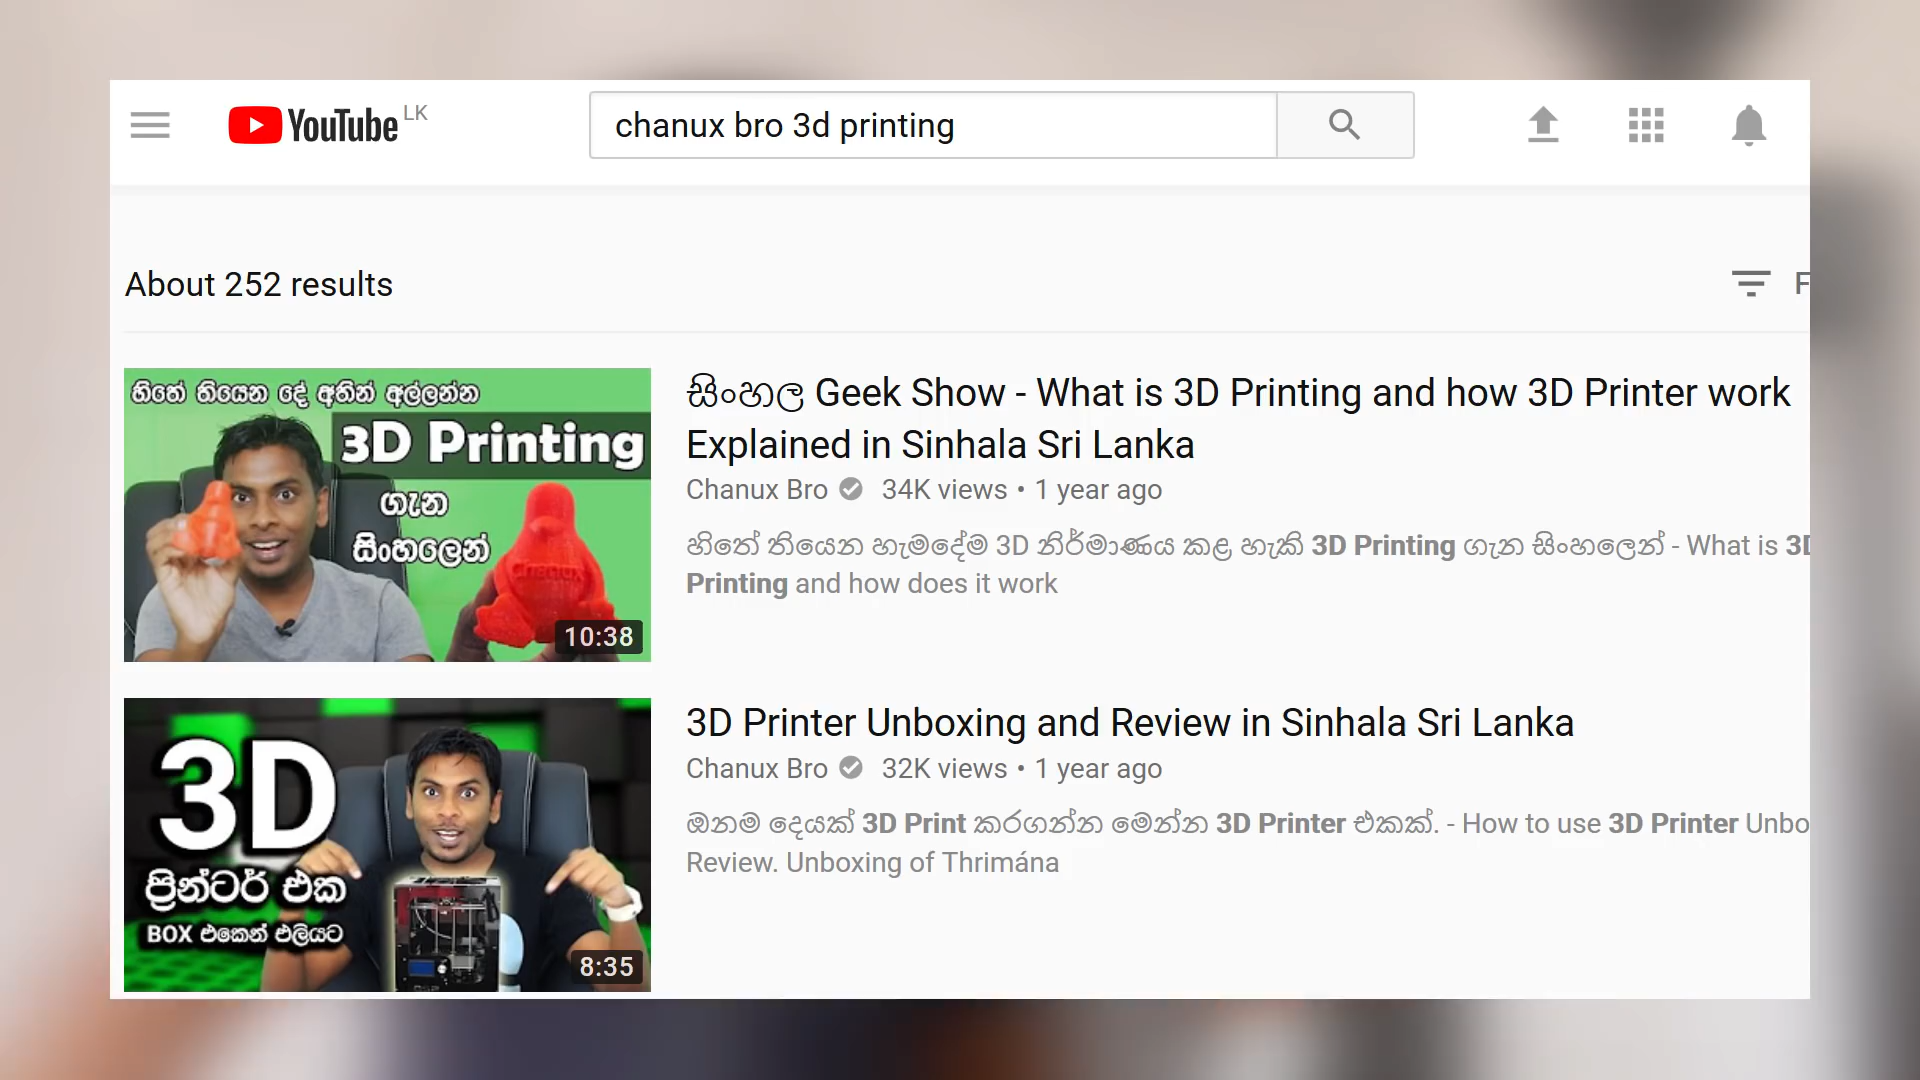 YouTube LK
chanux bro 3d printing
About 252 results
F
හිතේ තියෙන දේ අතින් අල්ලන්න
3D Printing
ගැන
සිංහලෙන්
Chanux
10:38
සිංහල Geek Show - What is 3D Printing and how 3D Printer work
Explained in Sinhala Sri Lanka
Chanux Bro 34K views • 1 year ago
හිතේ තියෙන හැමදේම 3D නිර්මාණය කළ හැකි 3D Printing ගැන සිංහලෙන් - What is 3D
Printing and how does it work
3D
ප්‍රින්ටර් එක
BOX එකෙන් එලියට
8:35
3D Printer Unboxing and Review in Sinhala Sri Lanka
Chanux Bro 32K views • 1 year ago
ඔනම දෙයක් 3D Print කරගන්න මෙන්න 3D Printer එකක්. - How to use 3D Printer Unbo
Review. Unboxing of Thrimána